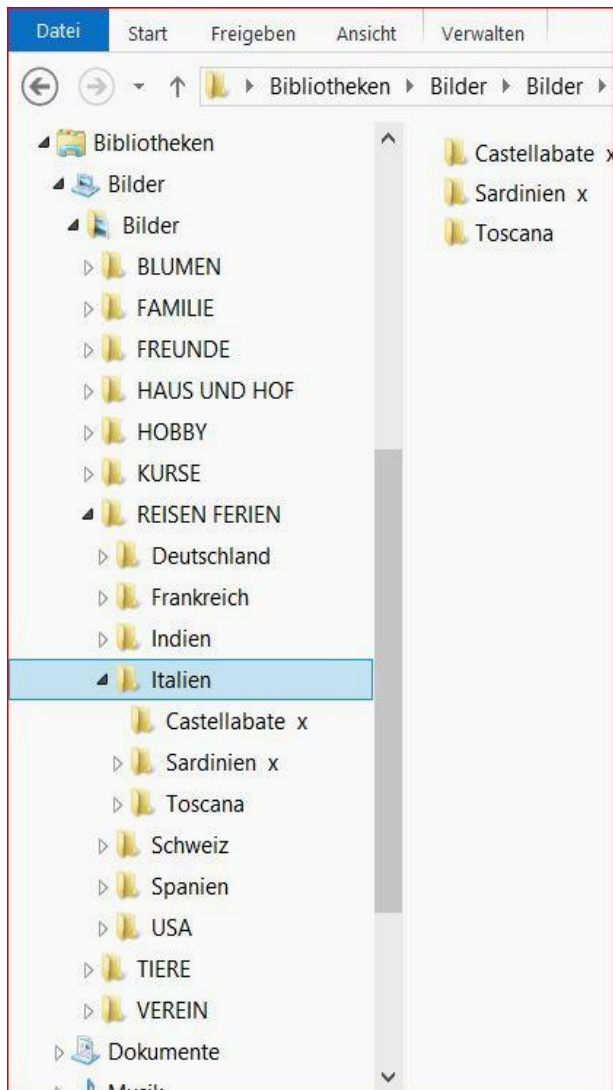 Datei Start Freigeben Ansicht Verwalten
Bibliotheken Bilder Bilder
Bibliotheken
Bilder
Bilder
BLUMEN
FAMILIE
FREUNDE
HAUS UND HOF
HOBBY
KURSE
REISEN FERIEN
Deutschland
Frankreich
Indien
Italien
Castellabate x
Sardinien x
Toscana
Schweiz
Spanien
USA
TIERE
VEREIN
Dokumente
Musik
Castellabate x
Sardinien x
Toscana